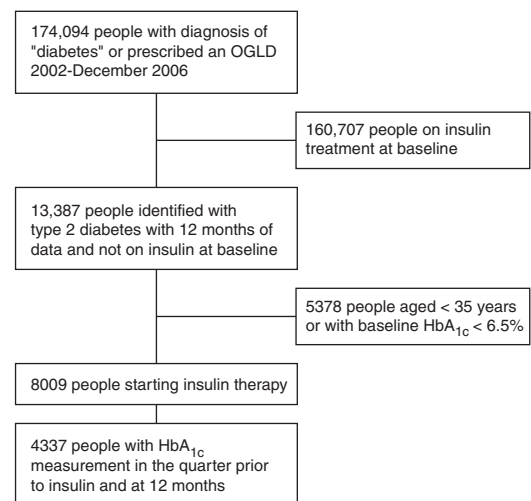 174,094 people with diagnosis of
"diabetes" or prescribed an OGLD
2002-December 2006
160,707 people on insulin
treatment at baseline
13,387 people identified with
type 2 diabetes with 12 months of
data and not on insulin at baseline
5378 people aged < 35 years
or with baseline HbA1c < 6.5%
8009 people starting insulin therapy
4337 people with HbA1c
measurement in the quarter prior
to insulin and at 12 months